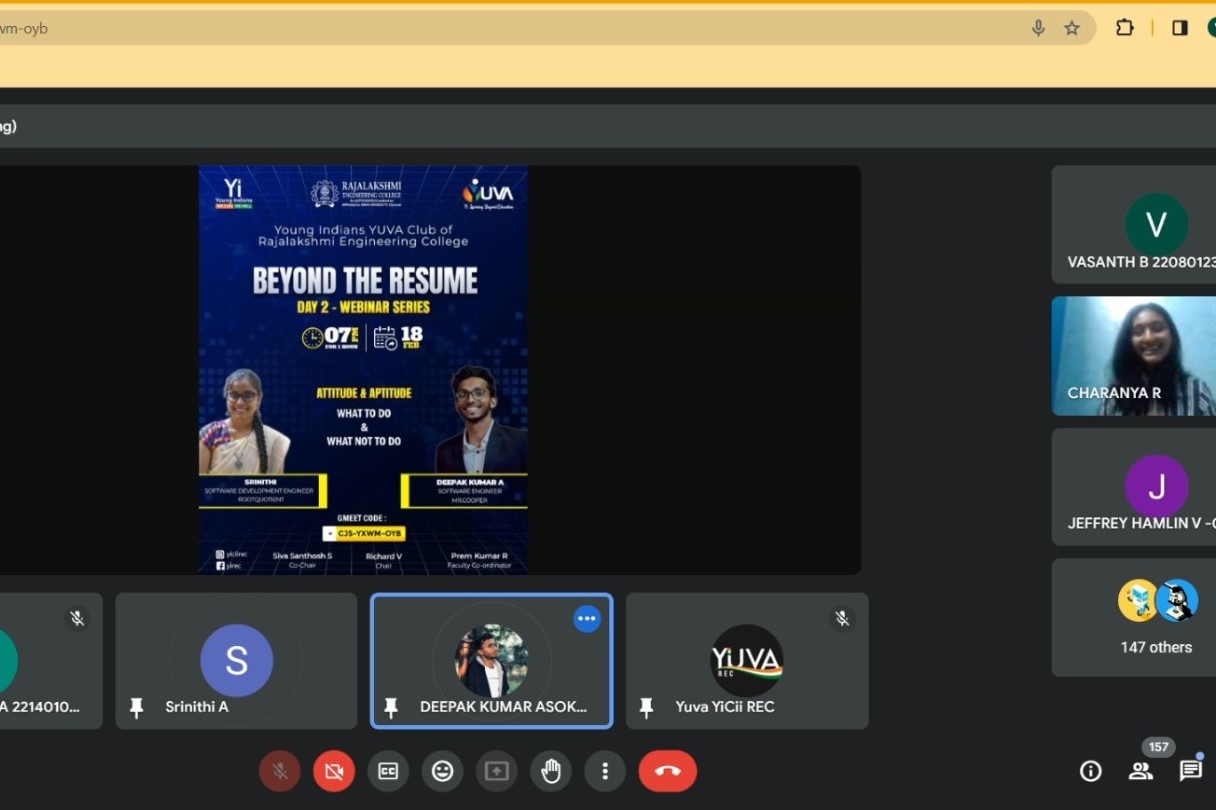 vm-oyb
ng)
Yi
Young Indians
RAJALAKSHMI
ENGINEERING COLLEGE
YUVA
Young Indians YUVA Club of
Rajalakshmi Engineering College
BEYOND THE RESUME
DAY 2 - WEBINAR SERIES
07 PM
FOR 1 HOUR
18
FEB
ATTITUDE & APTITUDE
WHAT TO DO
&
WHAT NOT TO DO
SRINITHI
SOFTWARE DEVELOPMENT ENGINEER
ROOTQUOTIENT
DEEPAK KUMAR A
SOFTWARE ENGINEER
MR.COOPER
GMEET CODE :
CJS-YXWM-OYB
yirec
Siva Santhosh S
Co-Chair
Richard V
Chair
Prem Kumar R
Faculty Co-ordinator
V
VASANTH B 22080123
CHARANYA R
J
JEFFREY HAMLIN V -C
147 others
A 2214010...
S
Srinithi A
DEEPAK KUMAR ASOK...
YUVA
REC
Yuva YiCii REC
CC
157